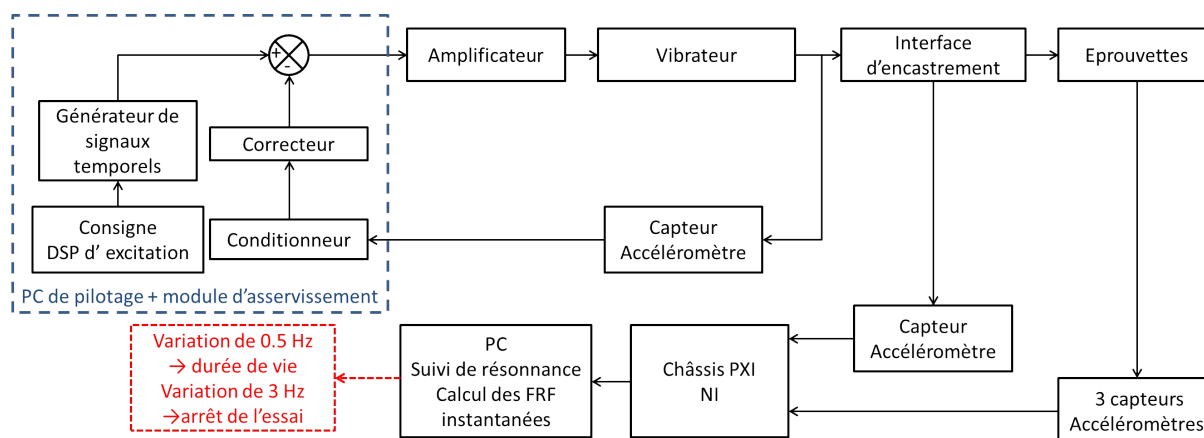 +
-
Amplificateur
Vibrateur
Interface
d'encastrement
Eprouvettes
Générateur de
signaux
temporels
Correcteur
Consigne
DSP d' excitation
Conditionneur
Capteur
Accéléromètre
PC de pilotage + module d'asservissement
Variation de 0.5 Hz
→ durée de vie
Variation de 3 Hz
→arrêt de l'essai
PC
Suivi de résonnance
Calcul des FRF
instantanées
Châssis PXI
NI
Capteur
Accéléromètre
3 capteurs
Accéléromètres